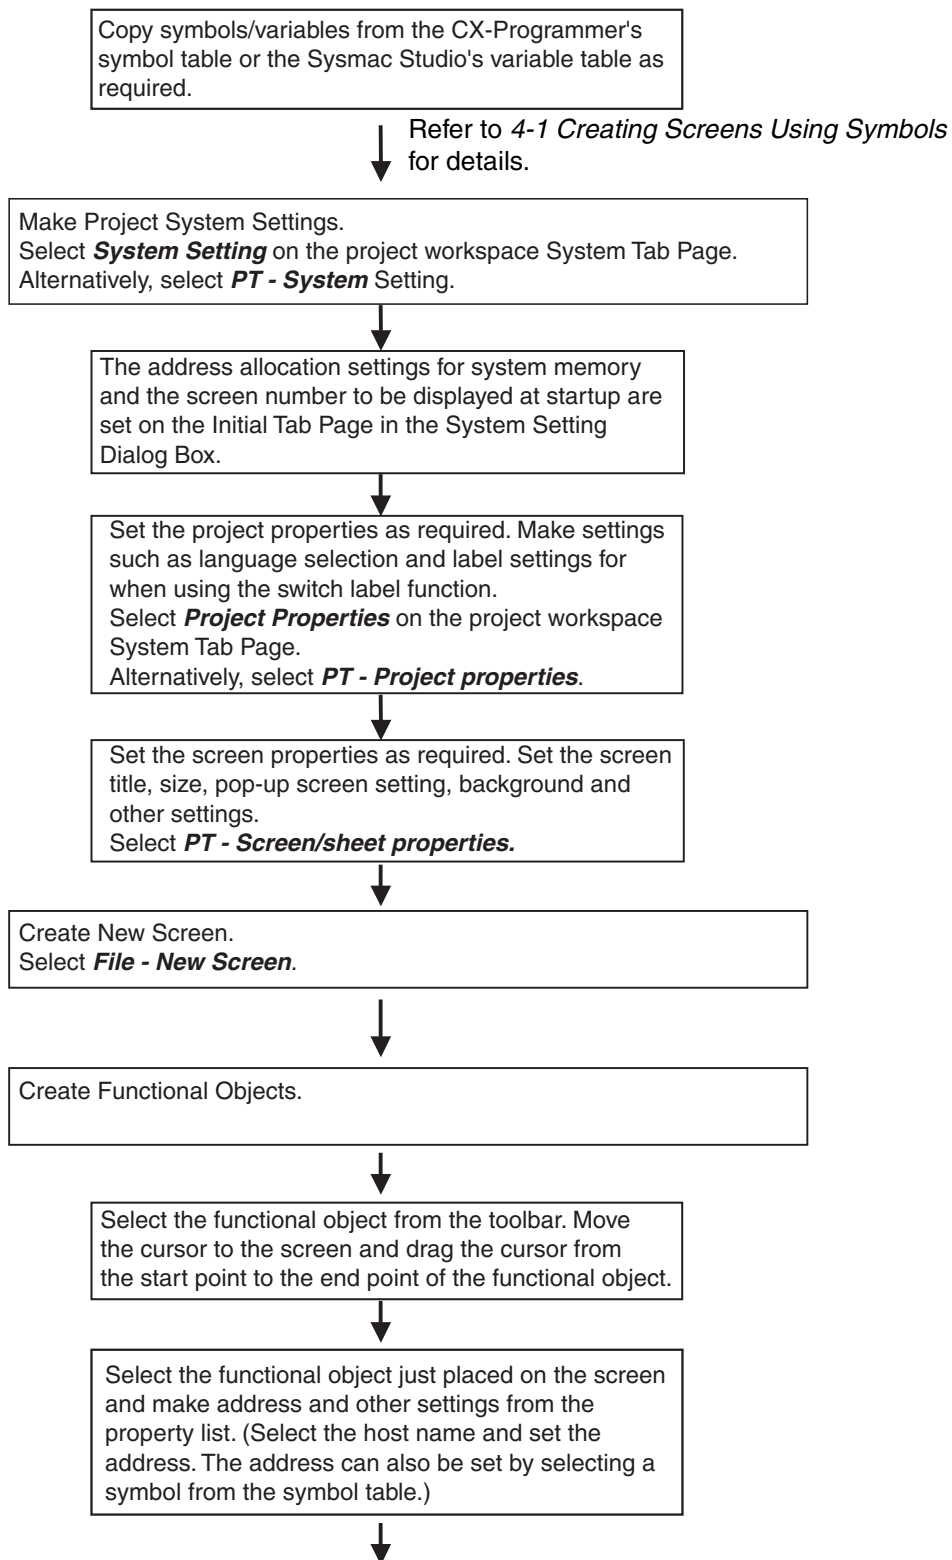 Copy symbols/variables from the CX-Programmer's
symbol table or the Sysmac Studio's variable table as
required.
Refer to 4-1 Creating Screens Using Symbols
for details.
Make Project System Settings.
Select System Setting on the project workspace System Tab Page.
Alternatively, select PT - System Setting.
The address allocation settings for system memory
and the screen number to be displayed at startup are
set on the Initial Tab Page in the System Setting
Dialog Box.
Set the project properties as required. Make settings
such as language selection and label settings for
when using the switch label function.
Select Project Properties on the project workspace
System Tab Page.
Alternatively, select PT - Project properties.
Set the screen properties as required. Set the screen
title, size, pop-up screen setting, background and
other settings.
Select PT - Screen/sheet properties.
Create New Screen.
Select File - New Screen.
Create Functional Objects.
Select the functional object from the toolbar. Move
the cursor to the screen and drag the cursor from
the start point to the end point of the functional object.
Select the functional object just placed on the screen
and make address and other settings from the
property list. (Select the host name and set the
address. The address can also be set by selecting a
symbol from the symbol table.)